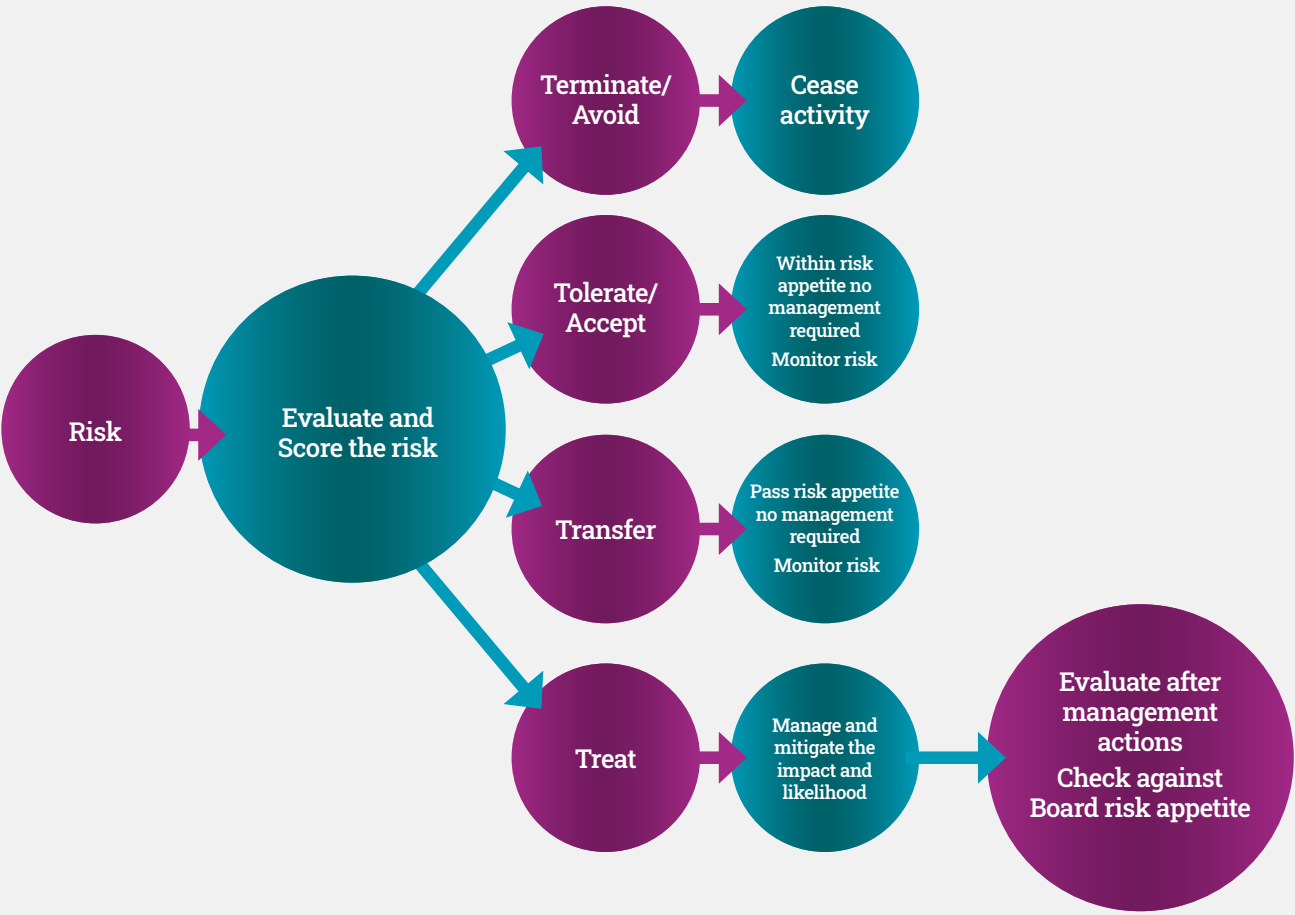 Risk
Evaluate and
Score the risk
Terminate/
Avoid
Cease
activity
Tolerate/
Accept
Within risk
appetite no
management
required
Monitor risk
Transfer
Pass risk appetite
no management
required
Monitor risk
Treat
Manage and
mitigate the
impact and
likelihood
Evaluate after
management
actions
Check against
Board risk appetite